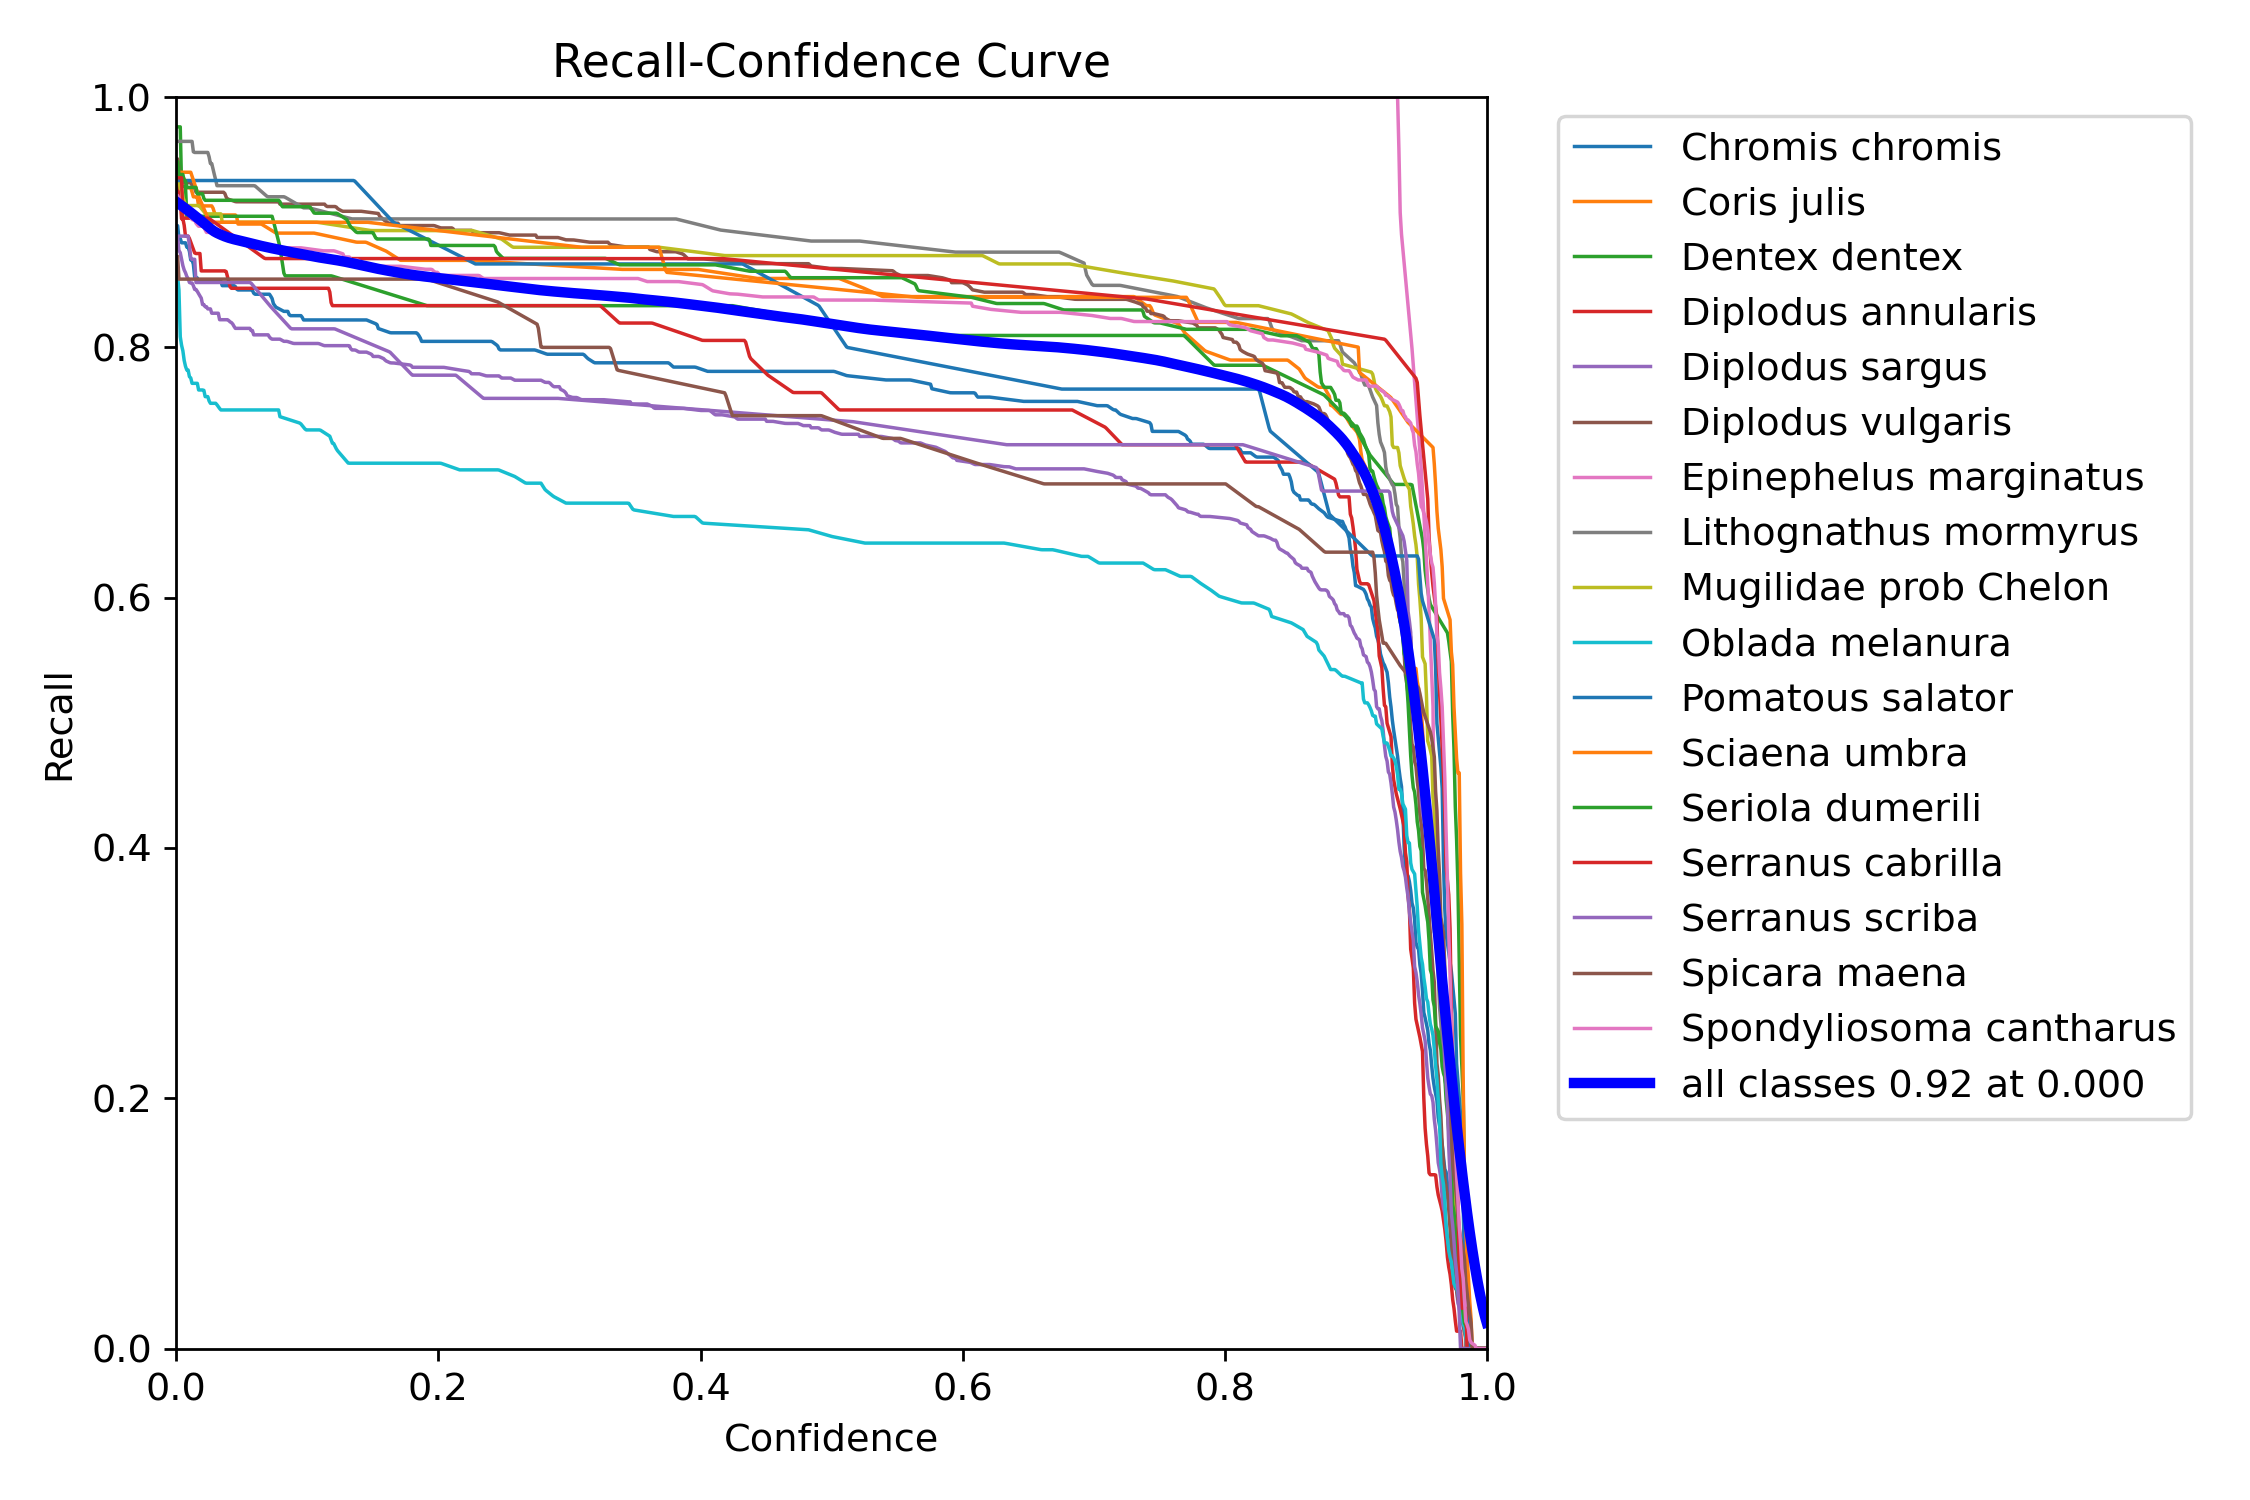 Recall-Confidence Curve
1.0
0.8
0.6
0.4
0.2
0.0
Recall
0.0 0.2 0.4 0.6 0.8 1.0
Confidence
Chromis chromis
Coris julis
Dentex dentex
Diplodus annularis
Diplodus sargus
Diplodus vulgaris
Epinephelus marginatus
Lithognathus mormyrus
Mugilidae prob Chelon
Oblada melanura
Pomatous salator
Sciaena umbra
Seriola dumerili
Serranus cabrilla
Serranus scriba
Spicara maena
Spondyliosoma cantharus
all classes 0.92 at 0.000